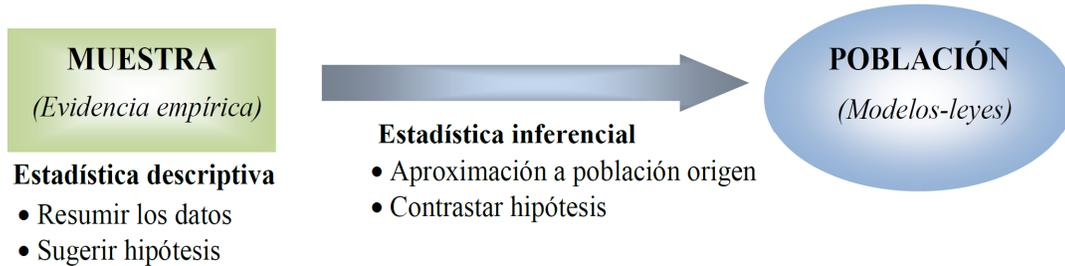 MUESTRA
(Evidencia empírica)
Estadística descriptiva
• Resumir los datos
• Sugerir hipótesis
Estadística inferencial
• Aproximación a población origen
• Contrastar hipótesis
POBLACIÓN
(Modelos-leyes)